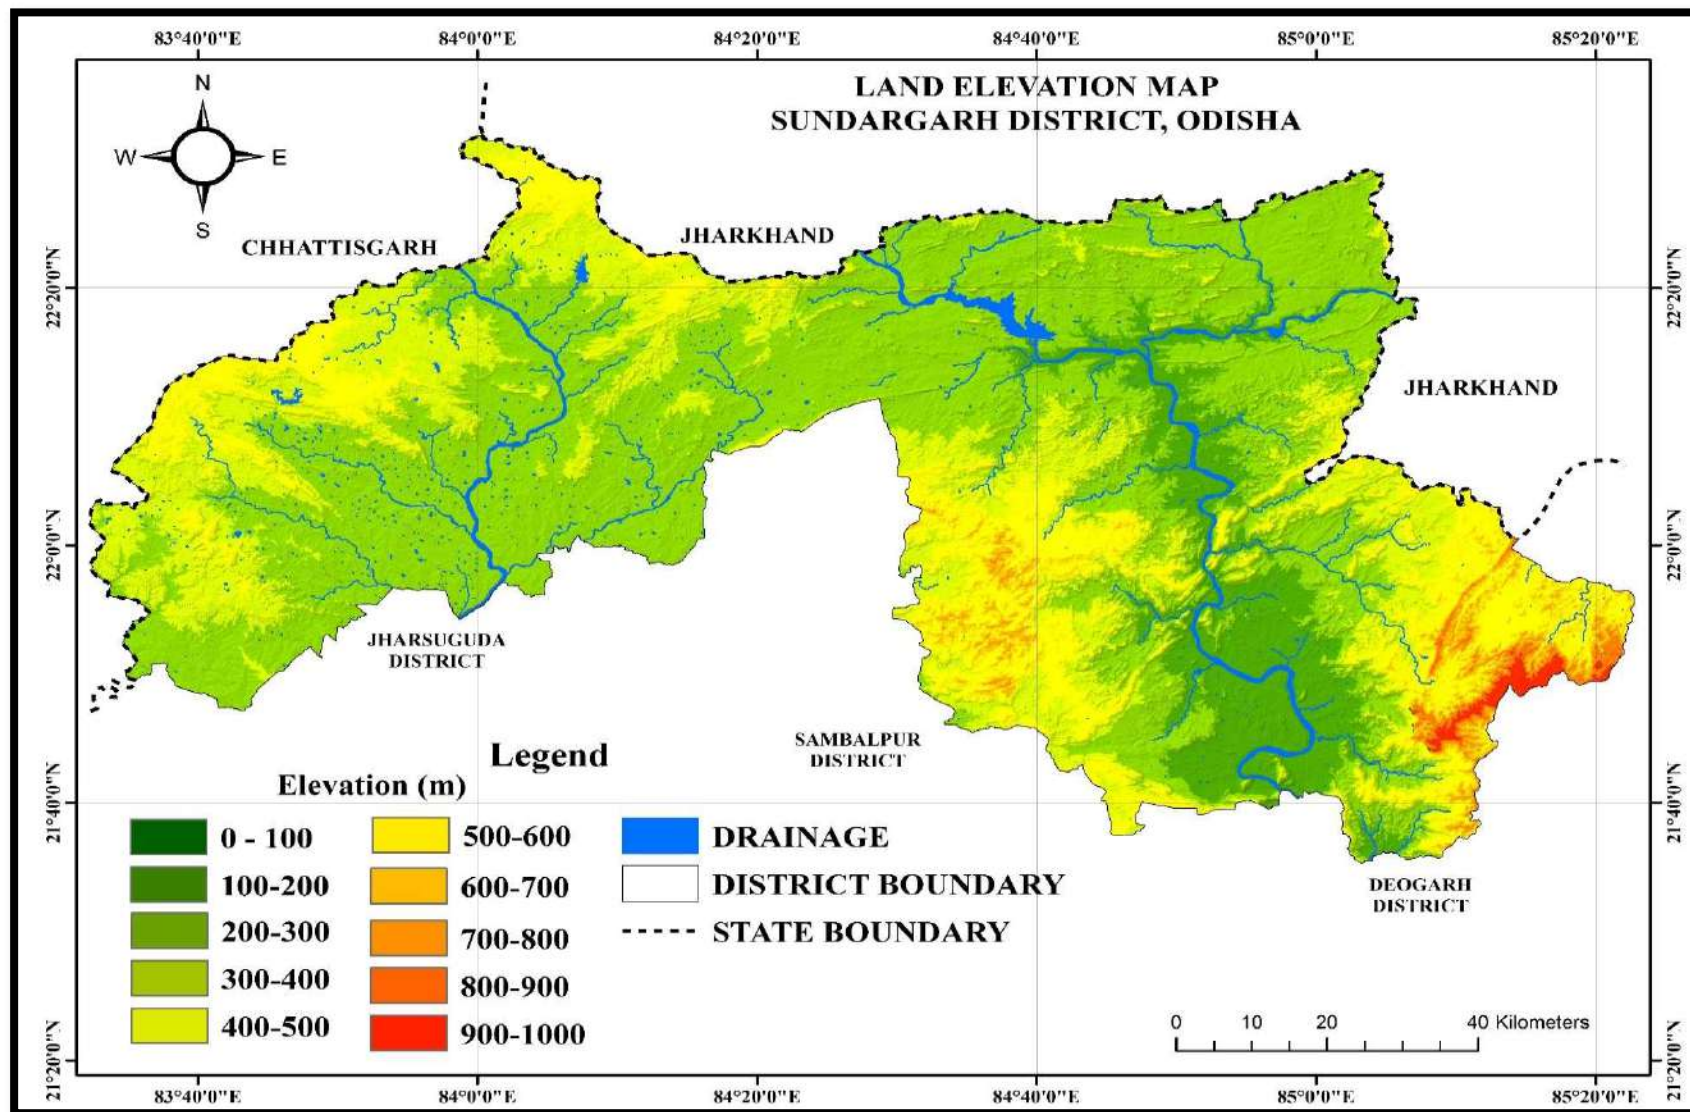 83°40'0"E 84°0'0"E 84°20'0"E 84°40'0"E 85°0'0"E 85°20'0"E
LAND ELEVATION MAP
SUNDARGARH DISTRICT, ODISHA
N
W E
S
CHHATTISGARH
JHARKHAND
22°20'0"N 22°20'0"N
JHARKHAND
22°0'0"N 22°0'0"N
JHARSUGUDA
DISTRICT
SAMBALPUR
DISTRICT
21°40'0"N 21°40'0"N
DEOGARH
DISTRICT
Legend
Elevation (m)
0 - 100
100-200
200-300
300-400
400-500
500-600
600-700
700-800
800-900
900-1000
DRAINAGE
DISTRICT BOUNDARY
STATE BOUNDARY
0 10 20 40 Kilometers
21°20'0"N 21°20'0"N
83°40'0"E 84°0'0"E 84°20'0"E 84°40'0"E 85°0'0"E 85°20'0"E